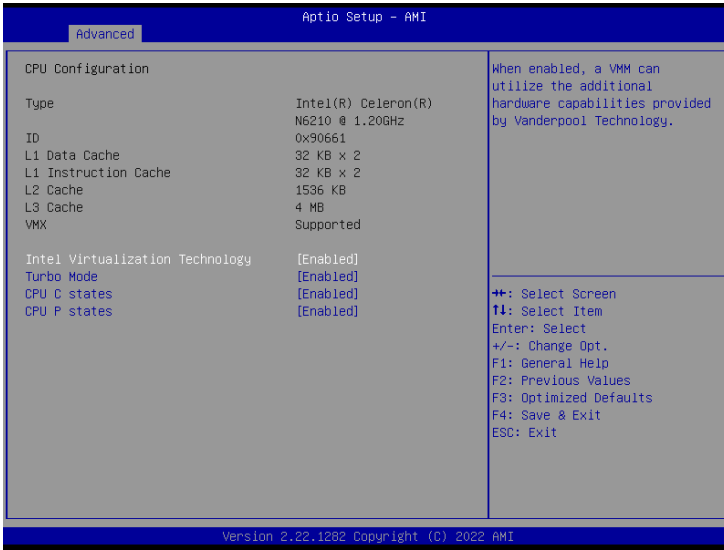 Aptio Setup – AMI
Advanced
CPU Configuration
Type Intel(R) Celeron(R)
N6210 @ 1.20GHz
ID 0x90661
L1 Data Cache 32 KB x 2
L1 Instruction Cache 32 KB x 2
L2 Cache 1536 KB
L3 Cache 4 MB
VMX Supported
Intel Virtualization Technology [Enabled]
Turbo Mode [Enabled]
CPU C states [Enabled]
CPU P states [Enabled]
When enabled, a VMM can
utilize the additional
hardware capabilities provided
by Vanderpool Technology.
→←: Select Screen
↑↓: Select Item
Enter: Select
+/-: Change Opt.
F1: General Help
F2: Previous Values
F3: Optimized Defaults
F4: Save & Exit
ESC: Exit
Version 2.22.1282 Copyright (C) 2022 AMI